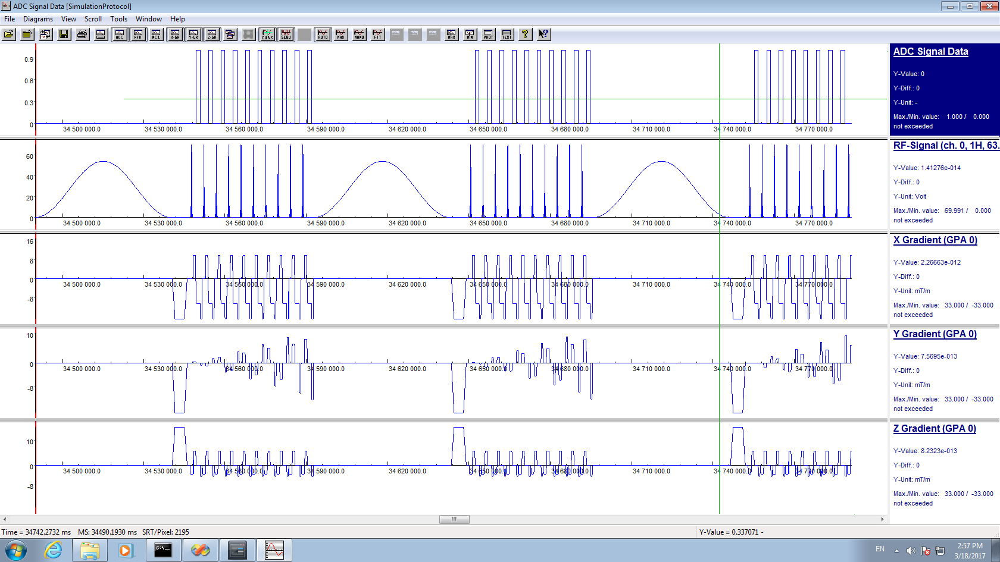 ADC Signal Data [SimulationProtocol]
File Diagrams View Scroll Tools Window Help
ADC RFD NC1 X-GR Y-GR Z-GR CURS SEQU AUTO MAX MANU FIT MAX MIN PROT TEXT
0.9
0.6
0.3
0
34 500 000.0 34 530 000.0 34 560 000.0 34 590 000.0 34 620 000.0 34 650 000.0 34 680 000.0 34 710 000.0 34 740 000.0 34 770 000.0
ADC Signal Data
Y-Value: 0
Y-Diff.: 0
Y-Unit: -
Max./Min. value: 1.000 / 0.000
not exceeded
60
40
20
0
34 500 000.0 34 530 000.0 34 560 000.0 34 590 000.0 34 620 000.0 34 650 000.0 34 680 000.0 34 710 000.0 34 740 000.0 34 770 000.0
RF-Signal (ch. 0, 1H, 63.
Y-Value: 1.41276e-014
Y-Diff.: 0
Y-Unit: Volt
Max./Min. value: 69.991 / 0.000
not exceeded
16
8
0
-8
34 500 000.0 34 530 000.0 34 560 000.0 34 590 000.0 34 620 000.0 34 650 000.0 34 680 000.0 34 710 000.0 34 740 000.0 34 770 000.0
X Gradient (GPA 0)
Y-Value: 2.26663e-012
Y-Diff.: 0
Y-Unit: mT/m
Max./Min. value: 33.000 / -33.000
not exceeded
10
0
-8
34 500 000.0 34 530 000.0 34 560 000.0 34 590 000.0 34 620 000.0 34 650 000.0 34 680 000.0 34 710 000.0 34 740 000.0 34 770 000.0
Y Gradient (GPA 0)
Y-Value: 7.5695e-013
Y-Diff.: 0
Y-Unit: mT/m
Max./Min. value: 33.000 / -33.000
not exceeded
10
0
-8
34 500 000.0 34 530 000.0 34 560 000.0 34 590 000.0 34 620 000.0 34 650 000.0 34 680 000.0 34 710 000.0 34 740 000.0 34 770 000.0
Z Gradient (GPA 0)
Y-Value: 8.2323e-013
Y-Diff.: 0
Y-Unit: mT/m
Max./Min. value: 33.000 / -33.000
not exceeded
Time = 34742.2732 ms MS: 34490.1930 ms SRT/Pixel: 2195
Y-Value = 0.337071 -
C:\
EN
2:57 PM
3/18/2017